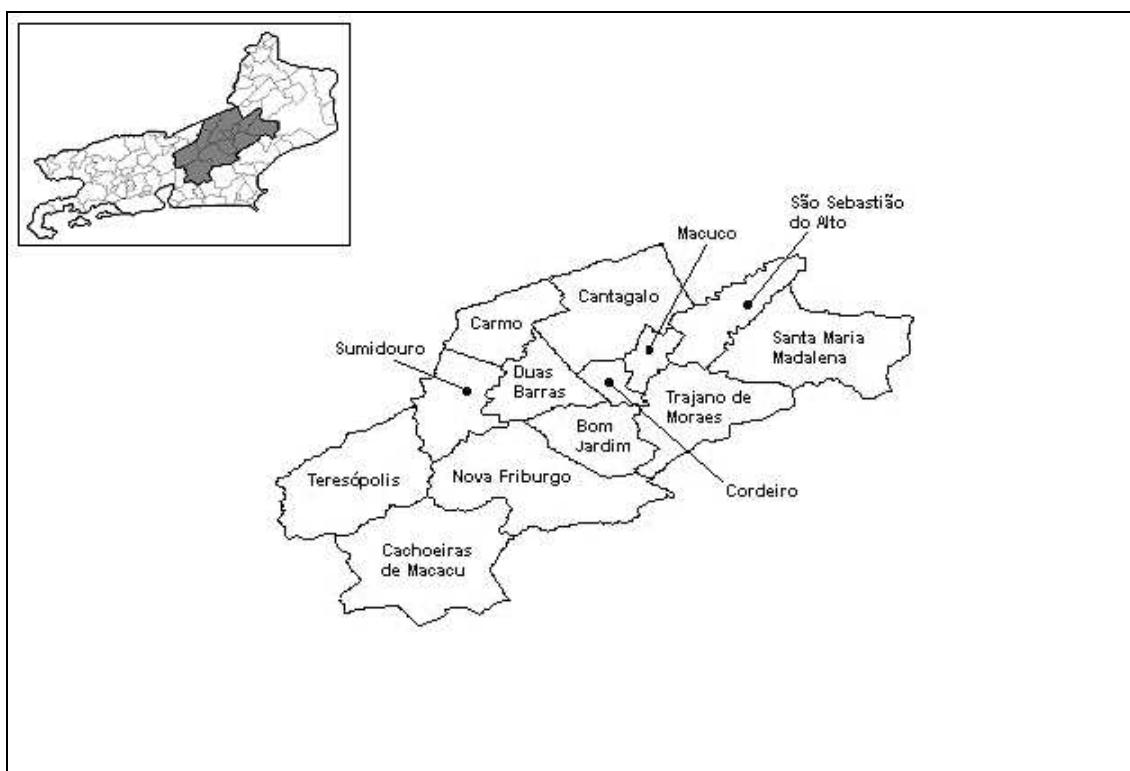 São Sebastião
do Alto
Macuco
Cantagalo
Carmo
Santa Maria
Madalena
Sumidouro
Duas
Barras
Trajano de
Moraes
Bom
Jardim
Teresópolis
Nova Friburgo
Cordeiro
Cachoeiras
de Macacu